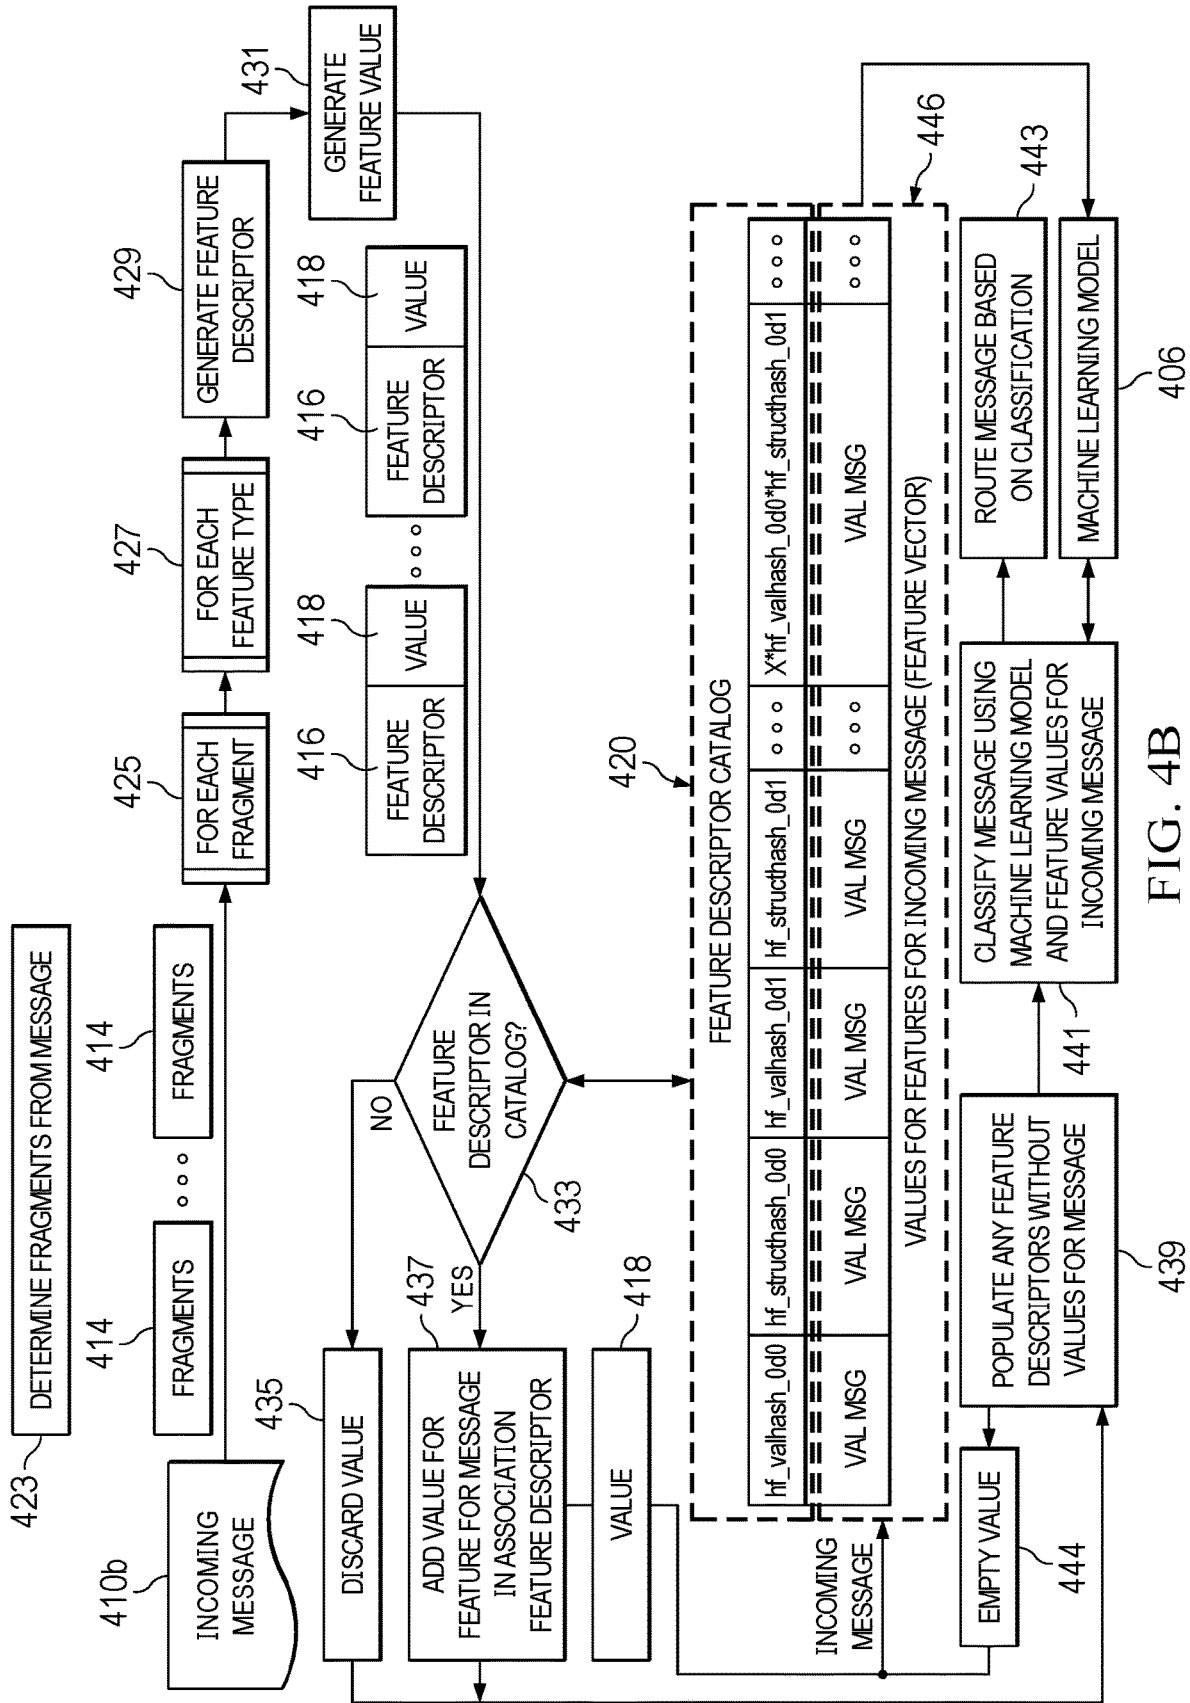 423
DETERMINE FRAGMENTS FROM MESSAGE
410b
INCOMING
MESSAGE
414
FRAGMENTS
414
FRAGMENTS
425
FOR EACH
FRAGMENT
427
FOR EACH
FEATURE TYPE
429
GENERATE FEATURE
DESCRIPTOR
431
GENERATE
FEATURE VALUE
416
FEATURE
DESCRIPTOR
418
VALUE
416
FEATURE
DESCRIPTOR
418
VALUE
FEATURE
DESCRIPTOR IN
CATALOG?
433
NO
YES
435
DISCARD VALUE
437
ADD VALUE FOR
FEATURE FOR MESSAGE
IN ASSOCIATION
FEATURE DESCRIPTOR
418
VALUE
420
FEATURE DESCRIPTOR CATALOG
hf_valhash_0d0
hf_structhash_0d0
hf_valhash_0d1
hf_structhash_0d1
X*hf_valhash_0d0*hf_structhash_0d1
VAL MSG
VAL MSG
VAL MSG
VAL MSG
VAL MSG
VALUES FOR FEATURES FOR INCOMING MESSAGE (FEATURE VECTOR)
446
INCOMING
MESSAGE
EMPTY VALUE
444
POPULATE ANY FEATURE
DESCRIPTORS WITHOUT
VALUES FOR MESSAGE
439
CLASSIFY MESSAGE USING
MACHINE LEARNING MODEL
AND FEATURE VALUES FOR
INCOMING MESSAGE
441
ROUTE MESSAGE BASED
ON CLASSIFICATION
443
MACHINE LEARNING MODEL
406
FIG. 4B